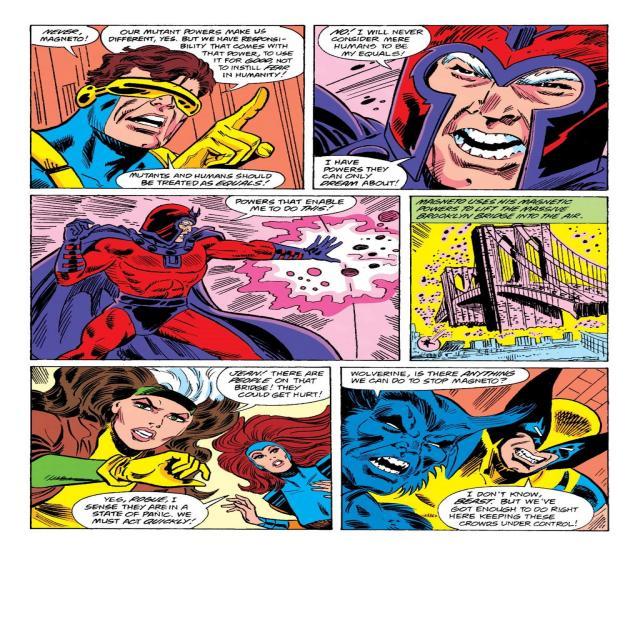 NEVER,
MAGNETO!
OUR MUTANT POWERS MAKE US
DIFFERENT, YES. BUT WE HAVE RESPONSI-
BILITY THAT COMES WITH
THAT POWER, TO USE
IT FOR GOOD, NOT
TO INSTILL FEAR
IN HUMANITY!
MUTANTS AND HUMANS SHOULD
BE TREATED AS EQUALS!
NO! I WILL NEVER
CONSIDER MERE
HUMANS TO BE
MY EQUALS!
I HAVE
POWERS THEY
CAN ONLY
DREAM ABOUT!
POWERS THAT ENABLE
ME TO DO THIS!
MAGNETO USES HIS MAGNETIC
POWERS TO LIFT THE MASSIVE
BROOKLYN BRIDGE INTO THE AIR.
JEAN! THERE ARE
PEOPLE ON THAT
BRIDGE! THEY
COULD GET HURT!
YES, ROGUE, I
SENSE THEY ARE IN A
STATE OF PANIC. WE
MUST ACT QUICKLY!
WOLVERINE, IS THERE ANYTHING
WE CAN DO TO STOP MAGNETO?
I DON'T KNOW,
BEAST. BUT WE'VE
GOT ENOUGH TO DO RIGHT
HERE KEEPING THESE
CROWDS UNDER CONTROL!